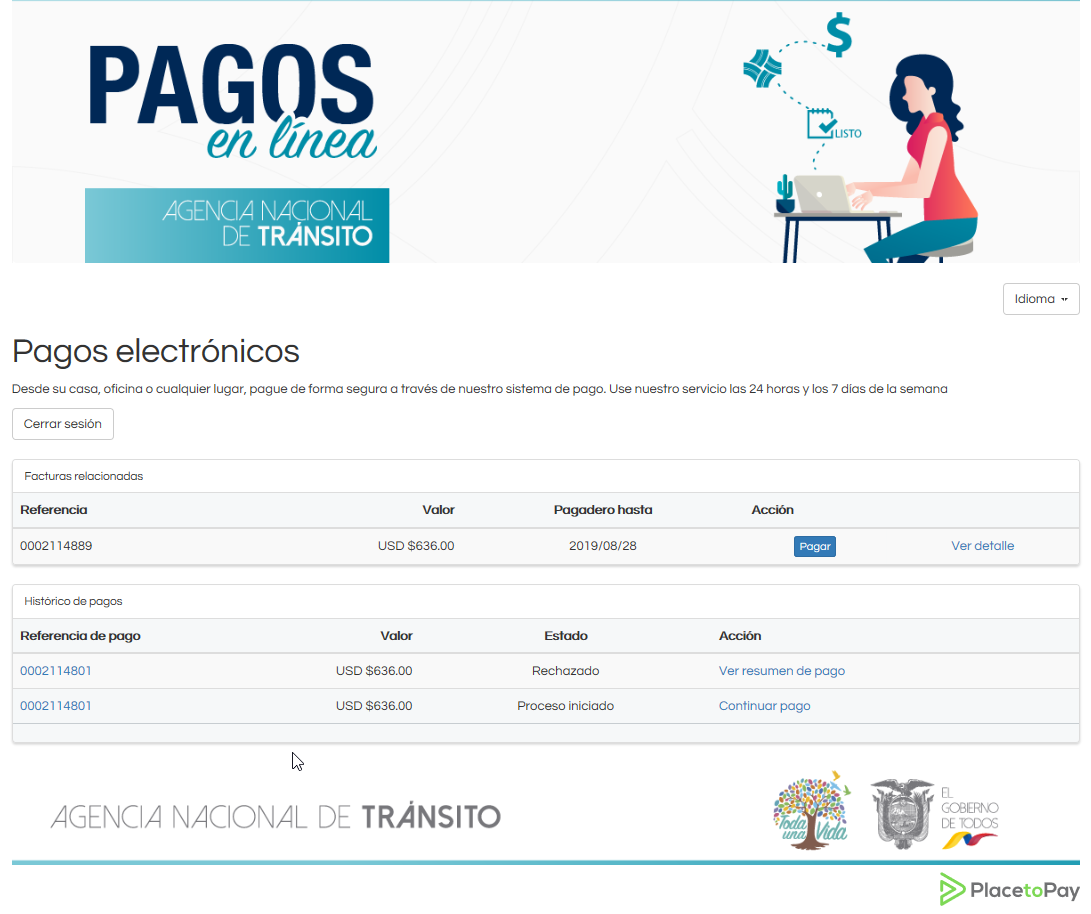 PAGOS
en línea
AGENCIA NACIONAL
DE TRÁNSITO
$
LISTO
Idioma
Pagos electrónicos
Desde su casa, oficina o cualquier lugar, pague de forma segura a través de nuestro sistema de pago. Use nuestro servicio las 24 horas y los 7 días de la semana
Cerrar sesión
Facturas relacionadas
Referencia Valor Pagadero hasta Acción
0002114889 USD $636.00 2019/08/28 Pagar Ver detalle
Histórico de pagos
Referencia de pago Valor Estado Acción
0002114801 USD $636.00 Rechazado Ver resumen de pago
0002114801 USD $636.00 Proceso iniciado Continuar pago
AGENCIA NACIONAL DE TRÁNSITO
Toda
una Vida
EL
GOBIERNO
DE TODOS
PlacetoPay